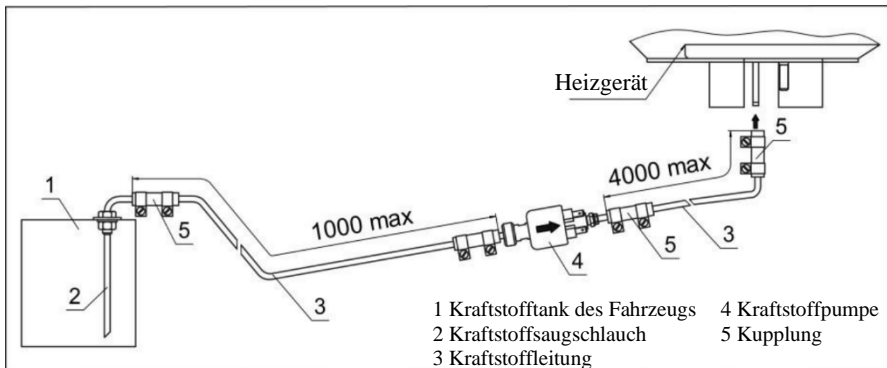 Heizgerät
5
4000 max
1
5
1000 max
5
3
4
2
3
1 Kraftstofftank des Fahrzeugs
4 Kraftstoffpumpe
2 Kraftstoffsaugschlauch
5 Kupplung
3 Kraftstoffleitung